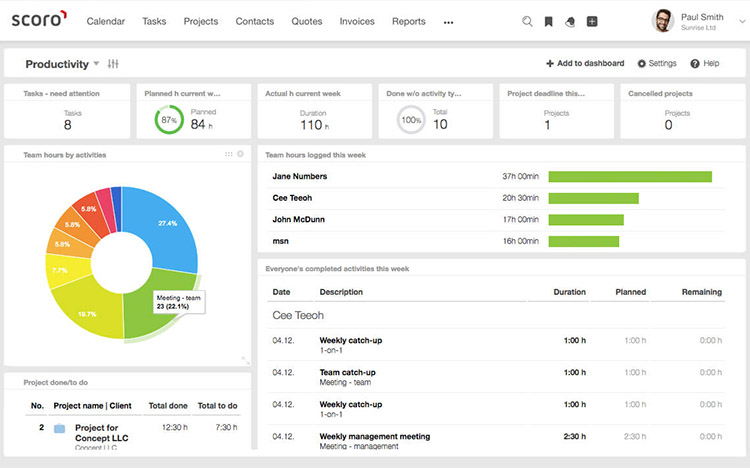 scoro
Calendar
Tasks
Projects
Contacts
Quotes
Invoices
Reports
Paul Smith
Sunrise Ltd
Productivity
Add to dashboard
Settings
Help
Tasks - need attention
Tasks
8
Planned h current w...
87%
Planned
84 h
Actual h current week
Duration
110 h
Done w/o activity ty...
100%
Total
10
Project deadline this...
Projects
1
Cancelled projects
Projects
0
Team hours by activities
27.4%
Meeting - team
23 (22.1%)
7.7%
5.8%
5.8%
5.8%
Team hours logged this week
Jane Numbers 37h 00min
Cee Teeoh 20h 30min
John McDunn 17h 00min
msn 16h 00min
Everyone's completed activities this week
Date Description Duration Planned Remaining
Cee Teeoh
04.12. Weekly catch-up 1:00 h 1:00 h 0:00 h
1-on-1
04.12. Team catch-up 1:00 h 1:00 h 0:00 h
Meeting - team
04.12. Weekly catch-up 1:00 h 1:00 h 0:00 h
1-on-1
04.12. Weekly management meeting 2:30 h 2:30 h 0:00 h
Meeting - management
Project done/to do
No. Project name | Client Total done Total to do
2 Project for 12:30 h 7:30 h
Concept LLC
Concept LLC